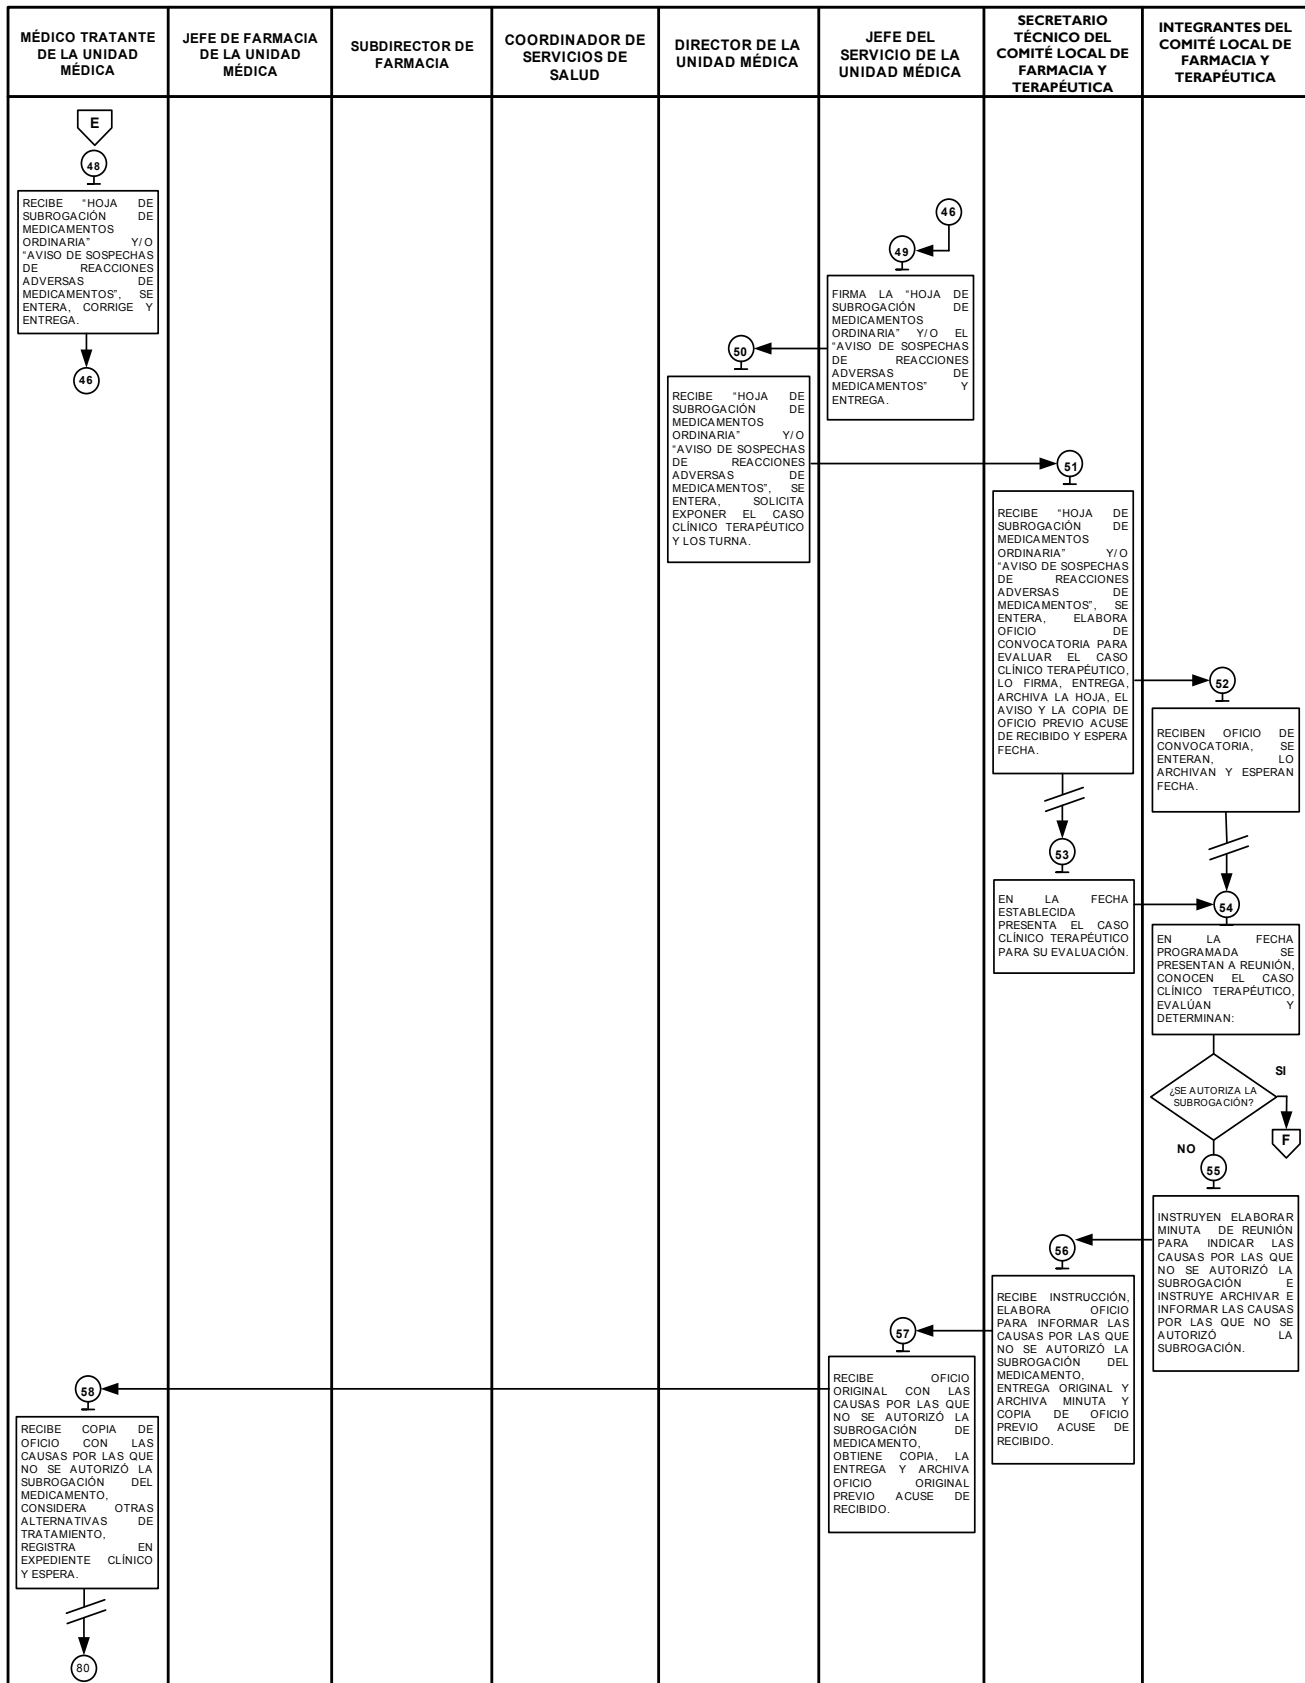 MÉDICO TRATANTE
DE LA UNIDAD
MÉDICA
JEFE DE FARMACIA
DE LA UNIDAD
MÉDICA
SUBDIRECTOR DE
FARMACIA
COORDINADOR DE
SERVICIOS DE
SALUD
DIRECTOR DE LA
UNIDAD MÉDICA
JEFE DEL
SERVICIO DE LA
UNIDAD MÉDICA
SECRETARIO
TÉCNICO DEL
COMITÉ LOCAL DE
FARMACIA Y
TERAPÉUTICA
INTEGRANTES DEL
COMITÉ LOCAL DE
FARMACIA Y
TERAPÉUTICA
E
48
RECIBE “HOJA DE
SUBROGACIÓN DE
MEDICAMENTOS
ORDINARIA” Y/O
“AVISO DE SOSPECHAS
DE REACCIONES
ADVERSAS DE
MEDICAMENTOS”, SE
ENTERA, CORRIGE Y
ENTREGA.
46
46
49
FIRMA LA “HOJA DE
SUBROGACIÓN DE
MEDICAMENTOS
ORDINARIA” Y/O EL
“AVISO DE SOSPECHAS
DE REACCIONES
ADVERSAS DE
MEDICAMENTOS” Y
ENTREGA.
50
RECIBE “HOJA DE
SUBROGACIÓN DE
MEDICAMENTOS
ORDINARIA” Y/O
“AVISO DE SOSPECHAS
DE REACCIONES
ADVERSAS DE
MEDICAMENTOS”, SE
ENTERA, SOLICITA
EXPONER EL CASO
CLÍNICO TERAPÉUTICO
Y LOS TURNA.
51
RECIBE “HOJA DE
SUBROGACIÓN DE
MEDICAMENTOS
ORDINARIA” Y/O
“AVISO DE SOSPECHAS
DE REACCIONES
ADVERSAS DE
MEDICAMENTOS”, SE
ENTERA, ELABORA
OFICIO DE
CONVOCATORIA PARA
EVALUAR EL CASO
CLÍNICO TERAPÉUTICO,
LO FIRMA, ENTREGA,
ARCHIVA LA HOJA, EL
AVISO Y LA COPIA DE
OFICIO PREVIO ACUSE
DE RECIBIDO Y ESPERA
FECHA.
52
RECIBEN OFICIO DE
CONVOCATORIA, SE
ENTERAN, LO
ARCHIVAN Y ESPERAN
FECHA.
53
EN LA FECHA
ESTABLECIDA
PRESENTA EL CASO
CLÍNICO TERAPÉUTICO
PARA SU EVALUACIÓN.
54
EN LA FECHA
PROGRAMADA SE
PRESENTAN A REUNIÓN,
CONOCEN EL CASO
CLÍNICO TERAPÉUTICO,
EVALÚAN Y
DETERMINAN:
¿SE AUTORIZA LA
SUBROGACIÓN?
SI
F
NO
55
INSTRUYEN ELABORAR
MINUTA DE REUNIÓN
PARA INDICAR LAS
CAUSAS POR LAS QUE
NO SE AUTORIZÓ LA
SUBROGACIÓN E
INSTRUYE ARCHIVAR E
INFORMAR LAS CAUSAS
POR LAS QUE NO SE
AUTORIZÓ LA
SUBROGACIÓN.
56
RECIBE INSTRUCCIÓN,
ELABORA OFICIO
PARA INFORMAR LAS
CAUSAS POR LAS QUE
NO SE AUTORIZÓ LA
SUBROGACIÓN DEL
MEDICAMENTO,
ENTREGA ORIGINAL Y
ARCHIVA MINUTA Y
COPIA DE OFICIO
PREVIO ACUSE DE
RECIBIDO.
57
RECIBE OFICIO
ORIGINAL CON LAS
CAUSAS POR LAS QUE
NO SE AUTORIZÓ LA
SUBROGACIÓN DE
MEDICAMENTO,
OBTIENE COPIA, LA
ENTREGA Y ARCHIVA
OFICIO ORIGINAL
PREVIO ACUSE DE
RECIBIDO.
58
RECIBE COPIA DE
OFICIO CON LAS
CAUSAS POR LAS QUE
NO SE AUTORIZÓ LA
SUBROGACIÓN DEL
MEDICAMENTO,
CONSIDERA OTRAS
ALTERNATIVAS DE
TRATAMIENTO,
REGISTRA EN
EXPEDIENTE CLÍNICO
Y ESPERA.
80